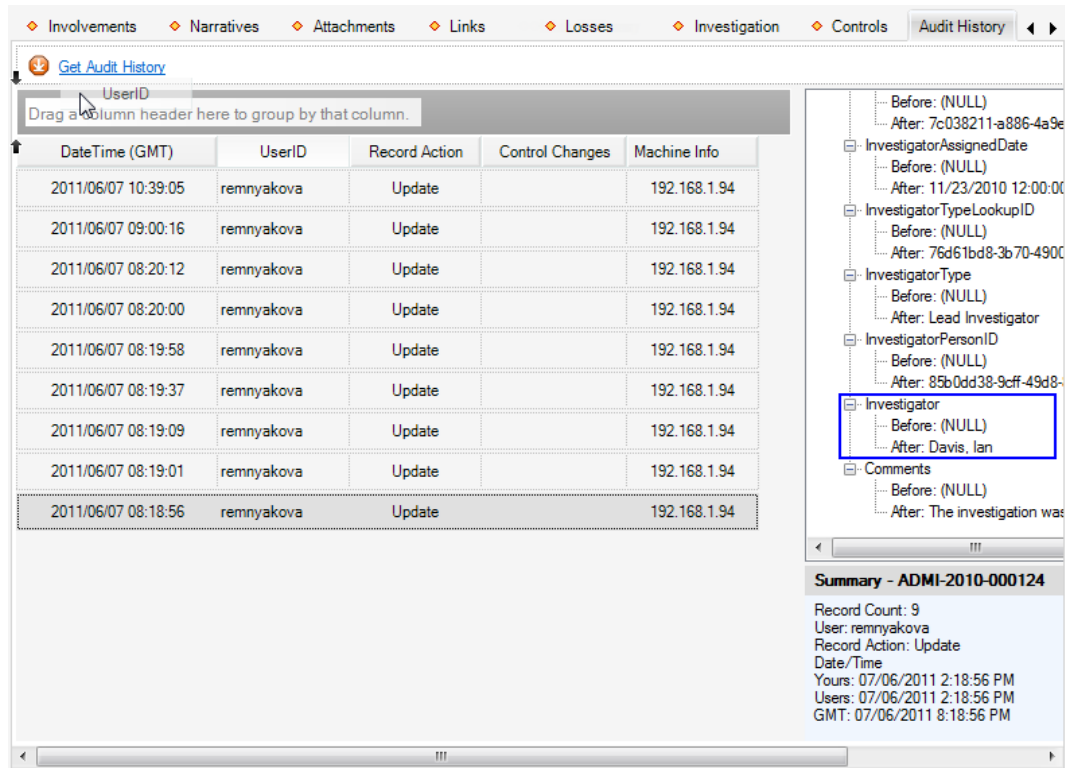 Involvements Narratives Attachments Links Losses Investigation Controls Audit History
Get Audit History
UserID
Drag a column header here to group by that column.
DateTime (GMT) UserID Record Action Control Changes Machine Info
2011/06/07 10:39:05 remnyakova Update 192.168.1.94
2011/06/07 09:00:16 remnyakova Update 192.168.1.94
2011/06/07 08:20:12 remnyakova Update 192.168.1.94
2011/06/07 08:20:00 remnyakova Update 192.168.1.94
2011/06/07 08:19:58 remnyakova Update 192.168.1.94
2011/06/07 08:19:37 remnyakova Update 192.168.1.94
2011/06/07 08:19:09 remnyakova Update 192.168.1.94
2011/06/07 08:19:01 remnyakova Update 192.168.1.94
2011/06/07 08:18:56 remnyakova Update 192.168.1.94
Before: (NULL)
After: 7c038211-a886-4a9e
InvestigatorAssignedDate
Before: (NULL)
After: 11/23/2010 12:00:00
InvestigatorTypeLookupID
Before: (NULL)
After: 76d61bd8-3b70-4900
InvestigatorType
Before: (NULL)
After: Lead Investigator
InvestigatorPersonID
Before: (NULL)
After: 85b0dd38-9cff-49d8-
Investigator
Before: (NULL)
After: Davis, Ian
Comments
Before: (NULL)
After: The investigation was
Summary - ADMI-2010-000124
Record Count: 9
User: remnyakova
Record Action: Update
Date/Time
Yours: 07/06/2011 2:18:56 PM
Users: 07/06/2011 2:18:56 PM
GMT: 07/06/2011 8:18:56 PM